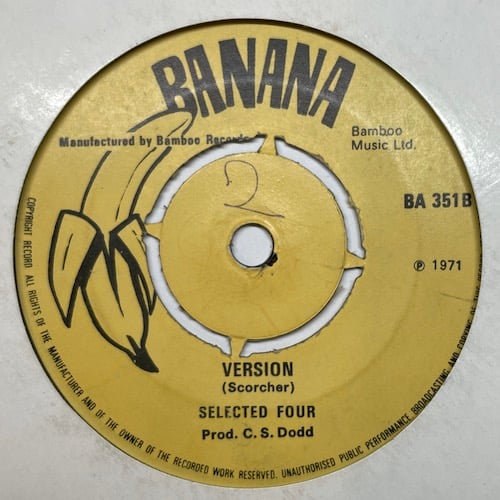 BANANA
Manufactured by Bamboo Records
Bamboo
Music Ltd.
2
BA 351B
℗ 1971
VERSION
(Scorcher)
SELECTED FOUR
Prod. C. S. Dodd
COPYRIGHT RECORD. ALL RIGHTS OF THE MANUFACTURER AND OF THE OWNER OF THE RECORDED WORK RESERVED. UNAUTHORISED PUBLIC PERFORMANCE BROADCASTING AND COPYING OF